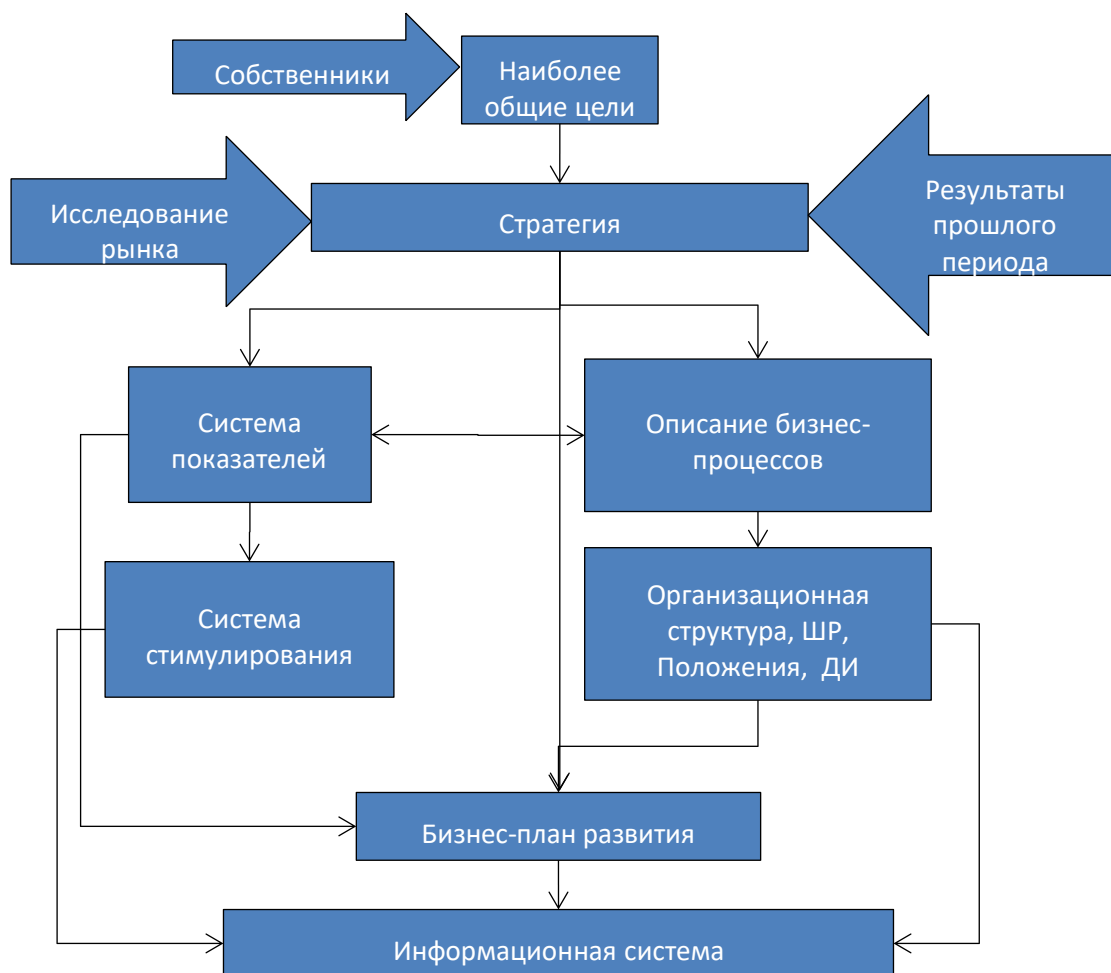 Собственники
Наиболее
общие цели
Исследование
рынка
Стратегия
Результаты
прошлого
периода
Система
показателей
Описание бизнес-
процессов
Система
стимулирования
Организационная
структура, ШР,
Положения, ДИ
Бизнес-план развития
Информационная система